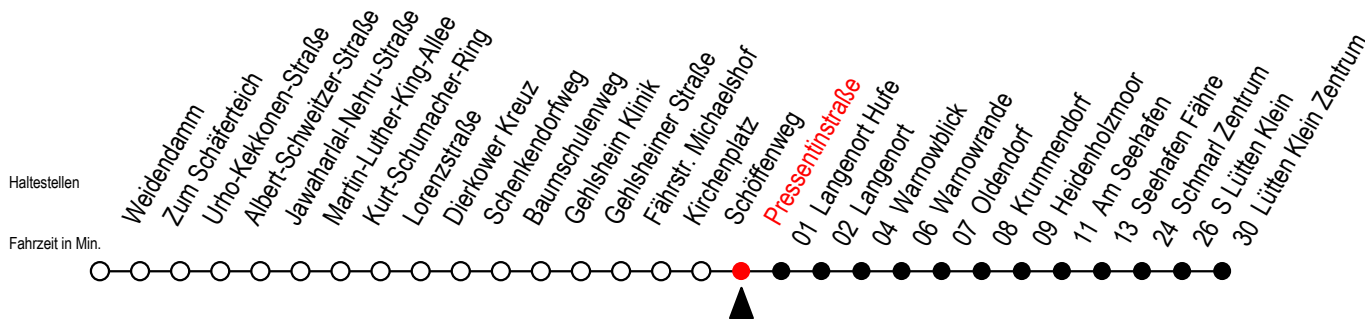 Haltestellen
Fahrzeit in Min.
Weidendamm
Zum Schäferteich
Urho-Kekkonen-Straße
Albert-Schweitzer-Straße
Jawaharlal-Nehru-Straße
Martin-Luther-King-Allee
Kurt-Schumacher-Ring
Lorenzstraße
Dierkower Kreuz
Schenkendorfweg
Baumschulenweg
Gehlsheim Klinik
Gehlsheimer Straße
Fährstr. Michaelshof
Kirchenplatz
Schöffenweg
Pressentinstraße
01 Langenort Hufe
02 Langenort
04 Warnowblick
06 Warnowrande
07 Oldendorf
08 Krummendorf
09 Heidenholzmoor
11 Am Seehafen
13 Seehafen Fähre
24 Schmarl Zentrum
26 S Lütten Klein
30 Lütten Klein Zentrum